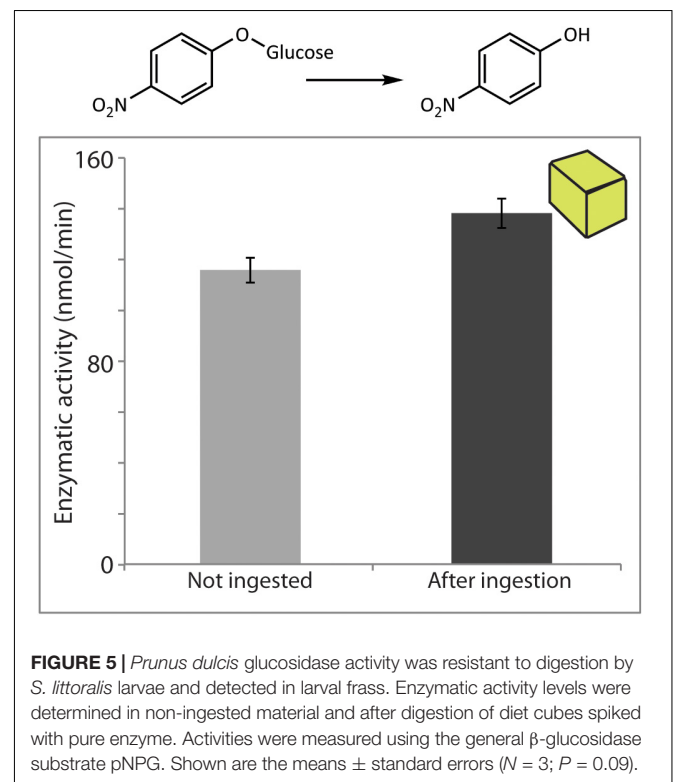 O
Glucose
O₂N
OH
O₂N
160
80
0
Enzymatic activity (nmol/min)
Not ingested
After ingestion
FIGURE 5 | Prunus dulcis glucosidase activity was resistant to digestion by
S. littoralis larvae and detected in larval frass. Enzymatic activity levels were
determined in non-ingested material and after digestion of diet cubes spiked
with pure enzyme. Activities were measured using the general β-glucosidase
substrate pNPG. Shown are the means ± standard errors (N = 3; P = 0.09).